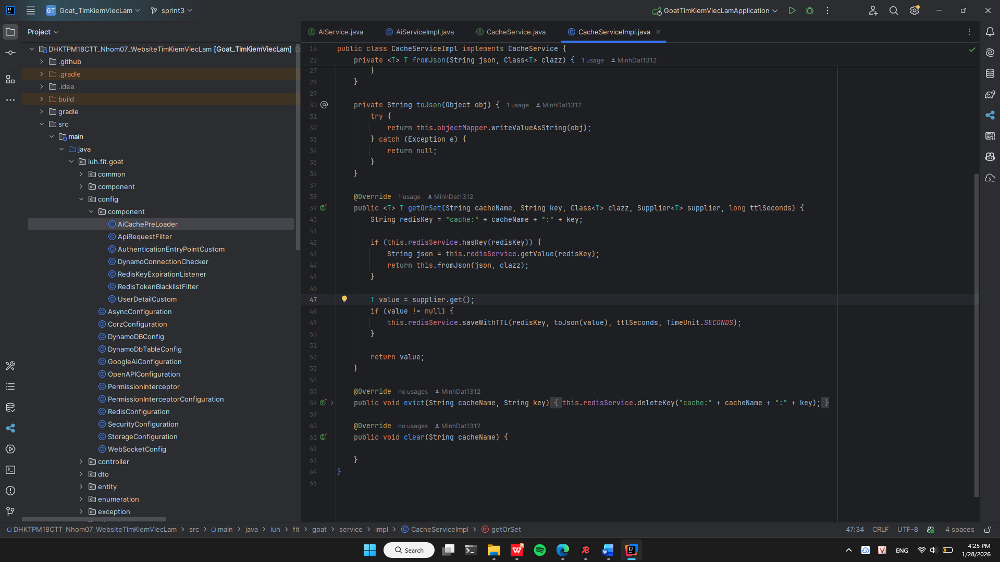 GT Goat_TimKiemViecLam sprint3 GoatTimKiemViecLamApplication
Project
AiService.java AiServiceImpl.java CacheService.java CacheServiceImpl.java
DHKTPM18CTT_Nhom07_WebsiteTimKiemViecLam [Goat_TimKiemViecLam]
.github
.gradle
.idea
build
gradle
src
main
java
iuh.fit.goat
common
component
config
component
AiCachePreLoader
ApiRequestFilter
AuthenticationEntryPointCustom
DynamoConnectionChecker
RedisKeyExpirationListener
RedisTokenBlacklistFilter
UserDetailCustom
AsyncConfiguration
CorzConfiguration
DynamoDBConfig
DynamoDbTableConfig
GoogleAiConfiguration
OpenAPIConfiguration
PermissionInterceptor
PermissionInterceptorConfiguration
RedisConfiguration
SecurityConfiguration
StorageConfiguration
WebSocketConfig
controller
dto
entity
enumeration
exception
16 public class CacheServiceImpl implements CacheService {
22 private <T> T fromJson(String json, Class<T> clazz) { 1 usage MinhDat1312
27 }
28 }
29
30 private String toJson(Object obj) { 1 usage MinhDat1312
31 try {
32 return this.objectMapper.writeValueAsString(obj);
33 } catch (Exception e) {
34 return null;
35 }
36 }
37
38 @Override 1 usage MinhDat1312
39 public <T> T getOrSet(String cacheName, String key, Class<T> clazz, Supplier<T> supplier, long ttlSeconds) {
40 String redisKey = "cache:" + cacheName + ":" + key;
41
42 if (this.redisService.hasKey(redisKey)) {
43 String json = this.redisService.getValue(redisKey);
44 return this.fromJson(json, clazz);
45 }
46
47 T value = supplier.get();
48 if (value != null) {
49 this.redisService.saveWithTTL(redisKey, toJson(value), ttlSeconds, TimeUnit.SECONDS);
50 }
51
52 return value;
53 }
54
55 @Override no usages MinhDat1312
56 public void evict(String cacheName, String key) { this.redisService.deleteKey("cache:" + cacheName + ":" + key); }
59
60 @Override no usages MinhDat1312
61 public void clear(String cacheName) {
62
63 }
64 }
65
DHKTPM18CTT_Nhom07_WebsiteTimKiemViecLam > src > main > java > iuh > fit > goat > service > impl > CacheServiceImpl > getOrSet 47:34 CRLF UTF-8 4 spaces
Search ENG 4:25 PM
1/28/2026